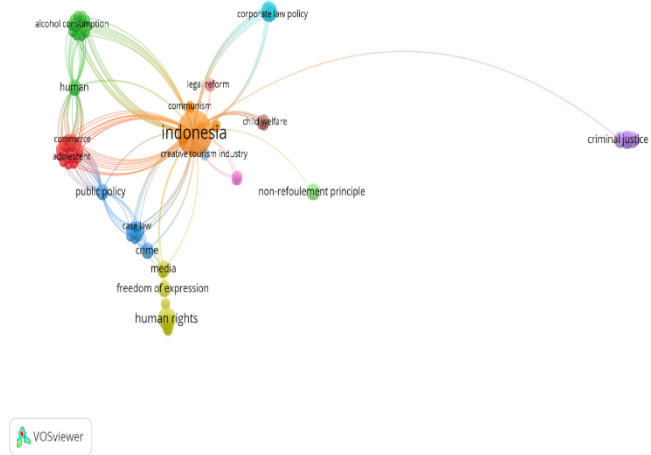 alcohol consumption
corporate law policy
human
legal reform
communism
child welfare
indonesia
commerce
criminal justice
adolescent
creative tourism industry
public policy
non-refoulement principle
case law
crime
media
freedom of expression
human rights
VOSviewer